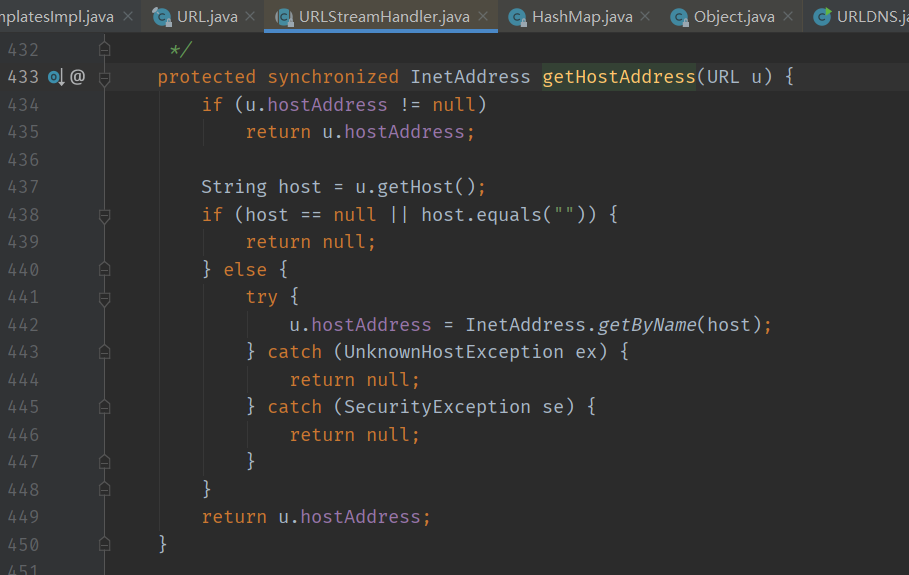 nplatesImpl.java × URL.java × URLStreamHandler.java × HashMap.java × Object.java × URLDNS.ja
432 */
433 @ protected synchronized InetAddress getHostAddress(URL u) {
434 if (u.hostAddress != null)
435 return u.hostAddress;
436
437 String host = u.getHost();
438 if (host == null || host.equals("")) {
439 return null;
440 } else {
441 try {
442 u.hostAddress = InetAddress.getByName(host);
443 } catch (UnknownHostException ex) {
444 return null;
445 } catch (SecurityException se) {
446 return null;
447 }
448 }
449 return u.hostAddress;
450 }
451